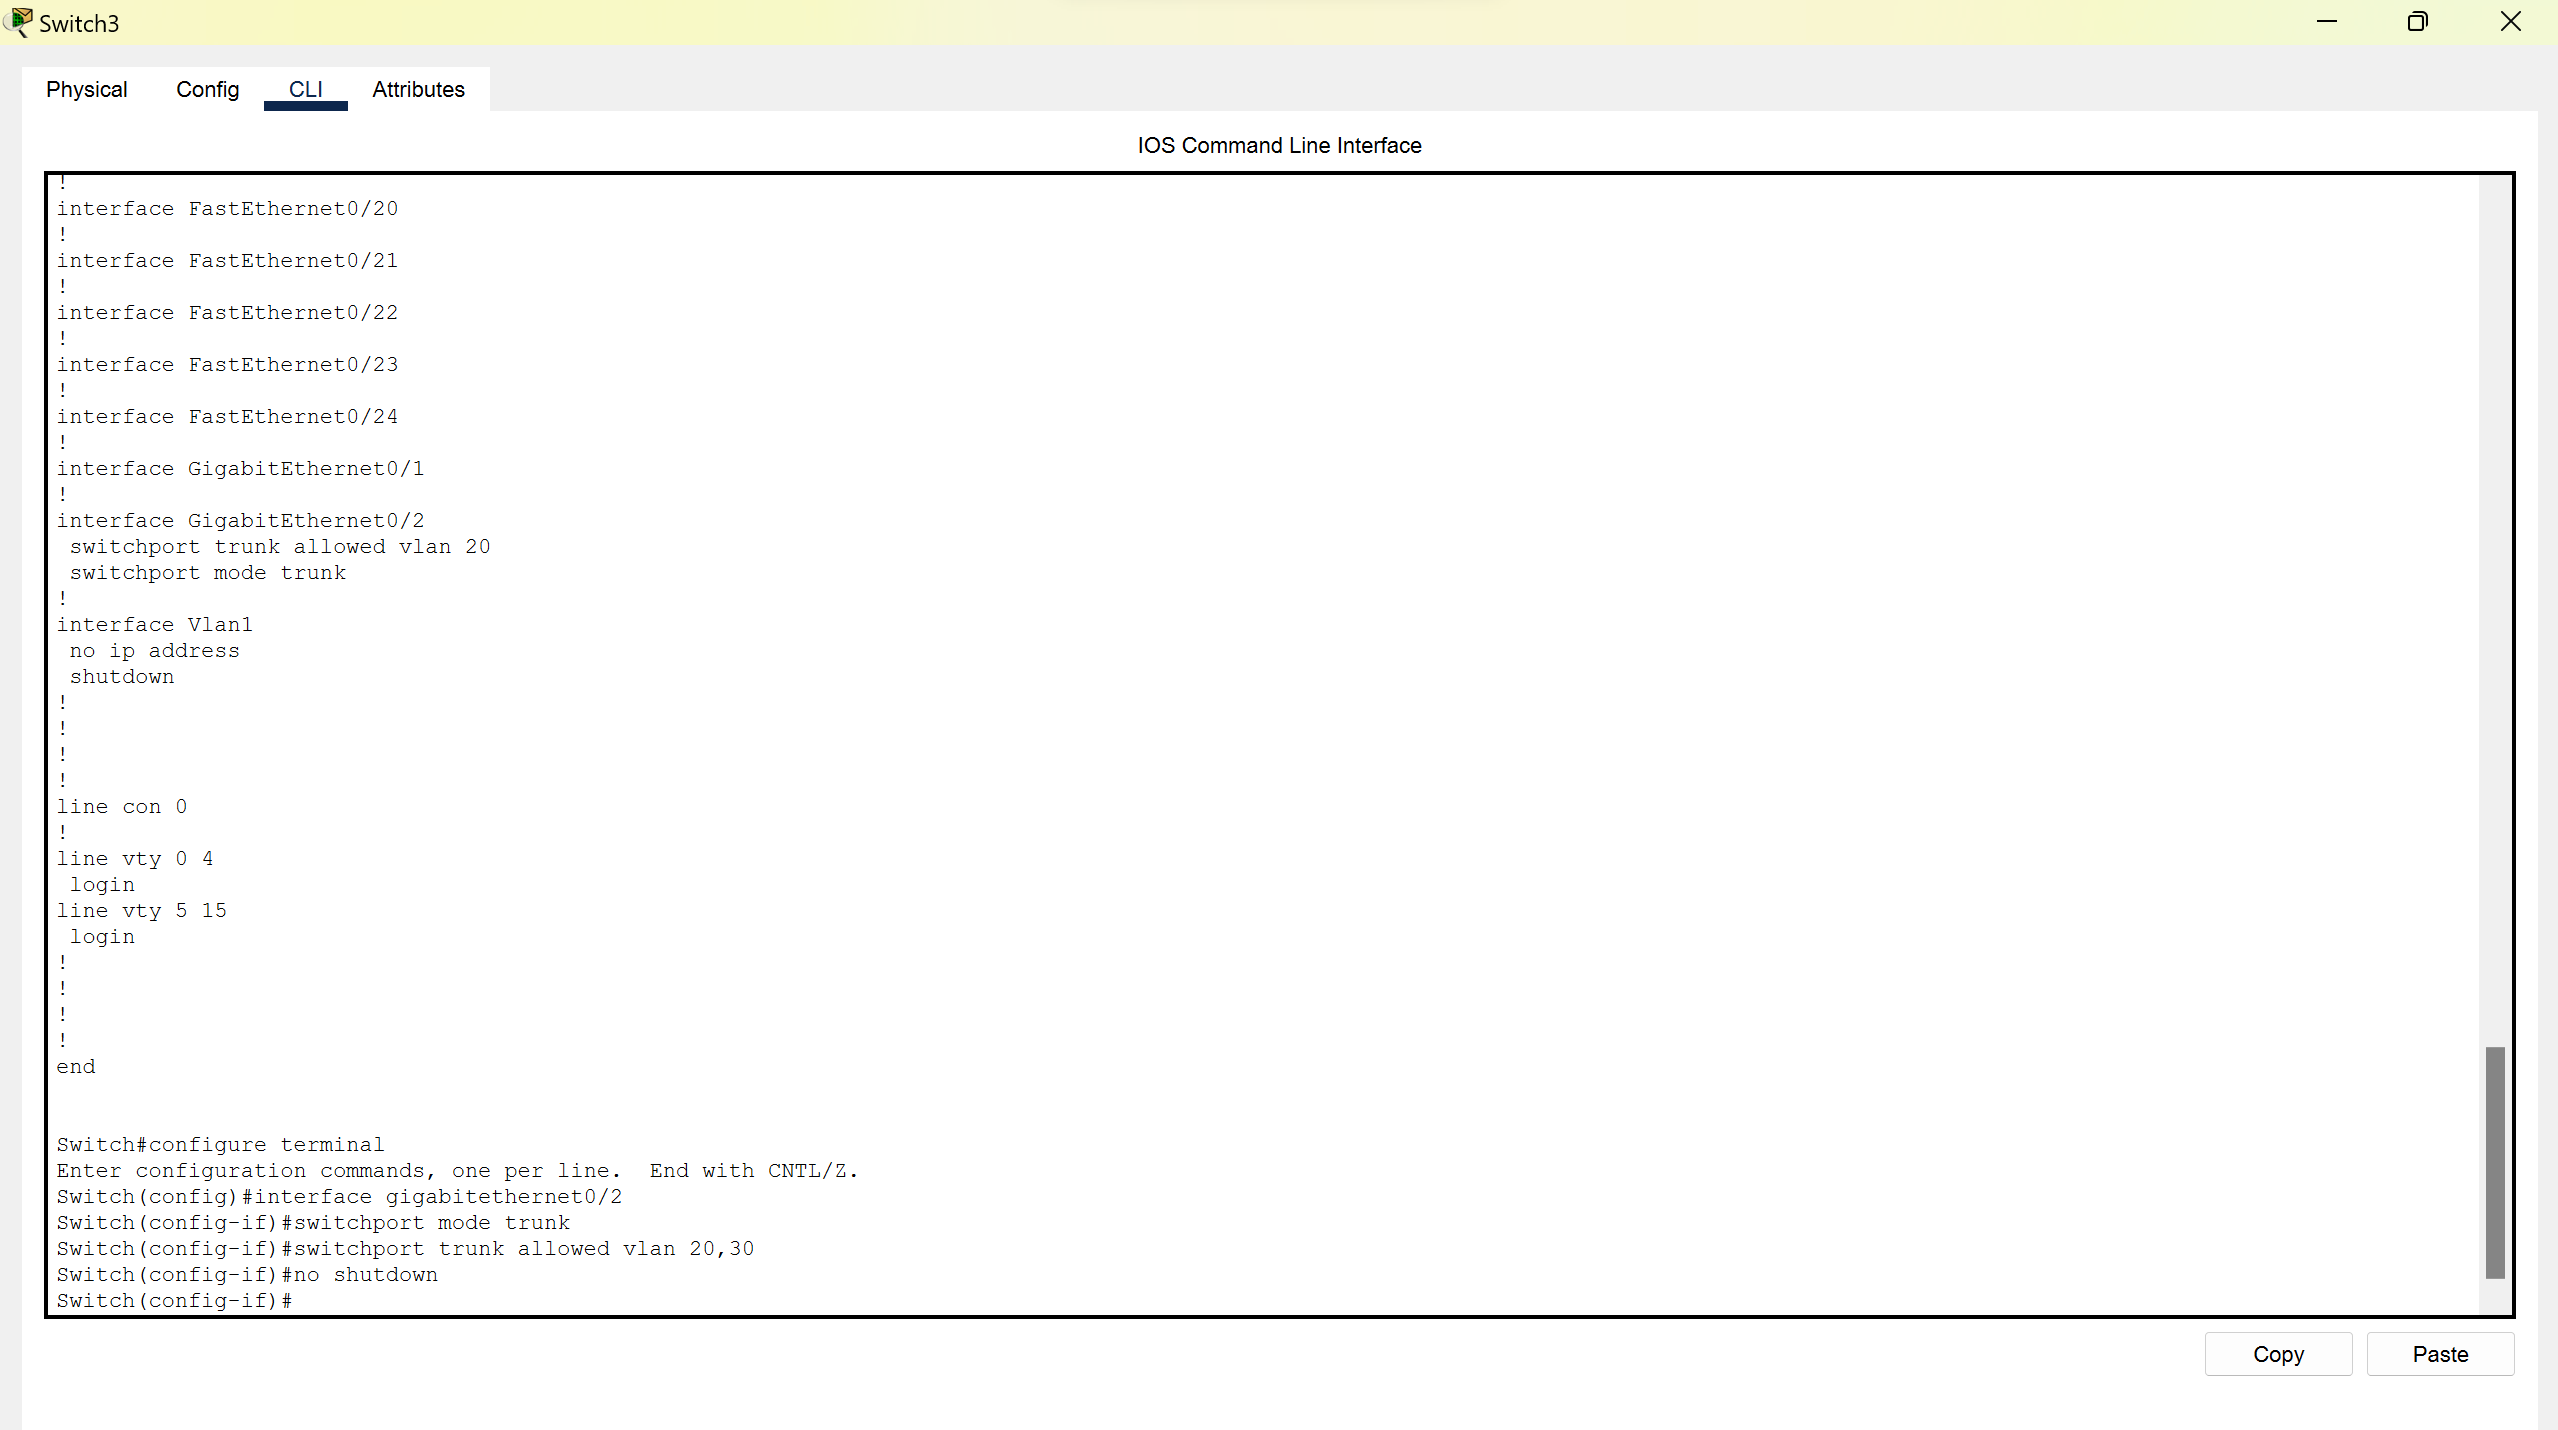 Switch3
Physical Config CLI Attributes
IOS Command Line Interface
!
interface FastEthernet0/20
!
interface FastEthernet0/21
!
interface FastEthernet0/22
!
interface FastEthernet0/23
!
interface FastEthernet0/24
!
interface GigabitEthernet0/1
!
interface GigabitEthernet0/2
 switchport trunk allowed vlan 20
 switchport mode trunk
!
interface Vlan1
 no ip address
 shutdown
!
!
!
!
line con 0
!
line vty 0 4
 login
line vty 5 15
 login
!
!
!
!
end
Switch#configure terminal
Enter configuration commands, one per line.  End with CNTL/Z.
Switch(config)#interface gigabitethernet0/2
Switch(config-if)#switchport mode trunk
Switch(config-if)#switchport trunk allowed vlan 20,30
Switch(config-if)#no shutdown
Switch(config-if)#
Copy Paste